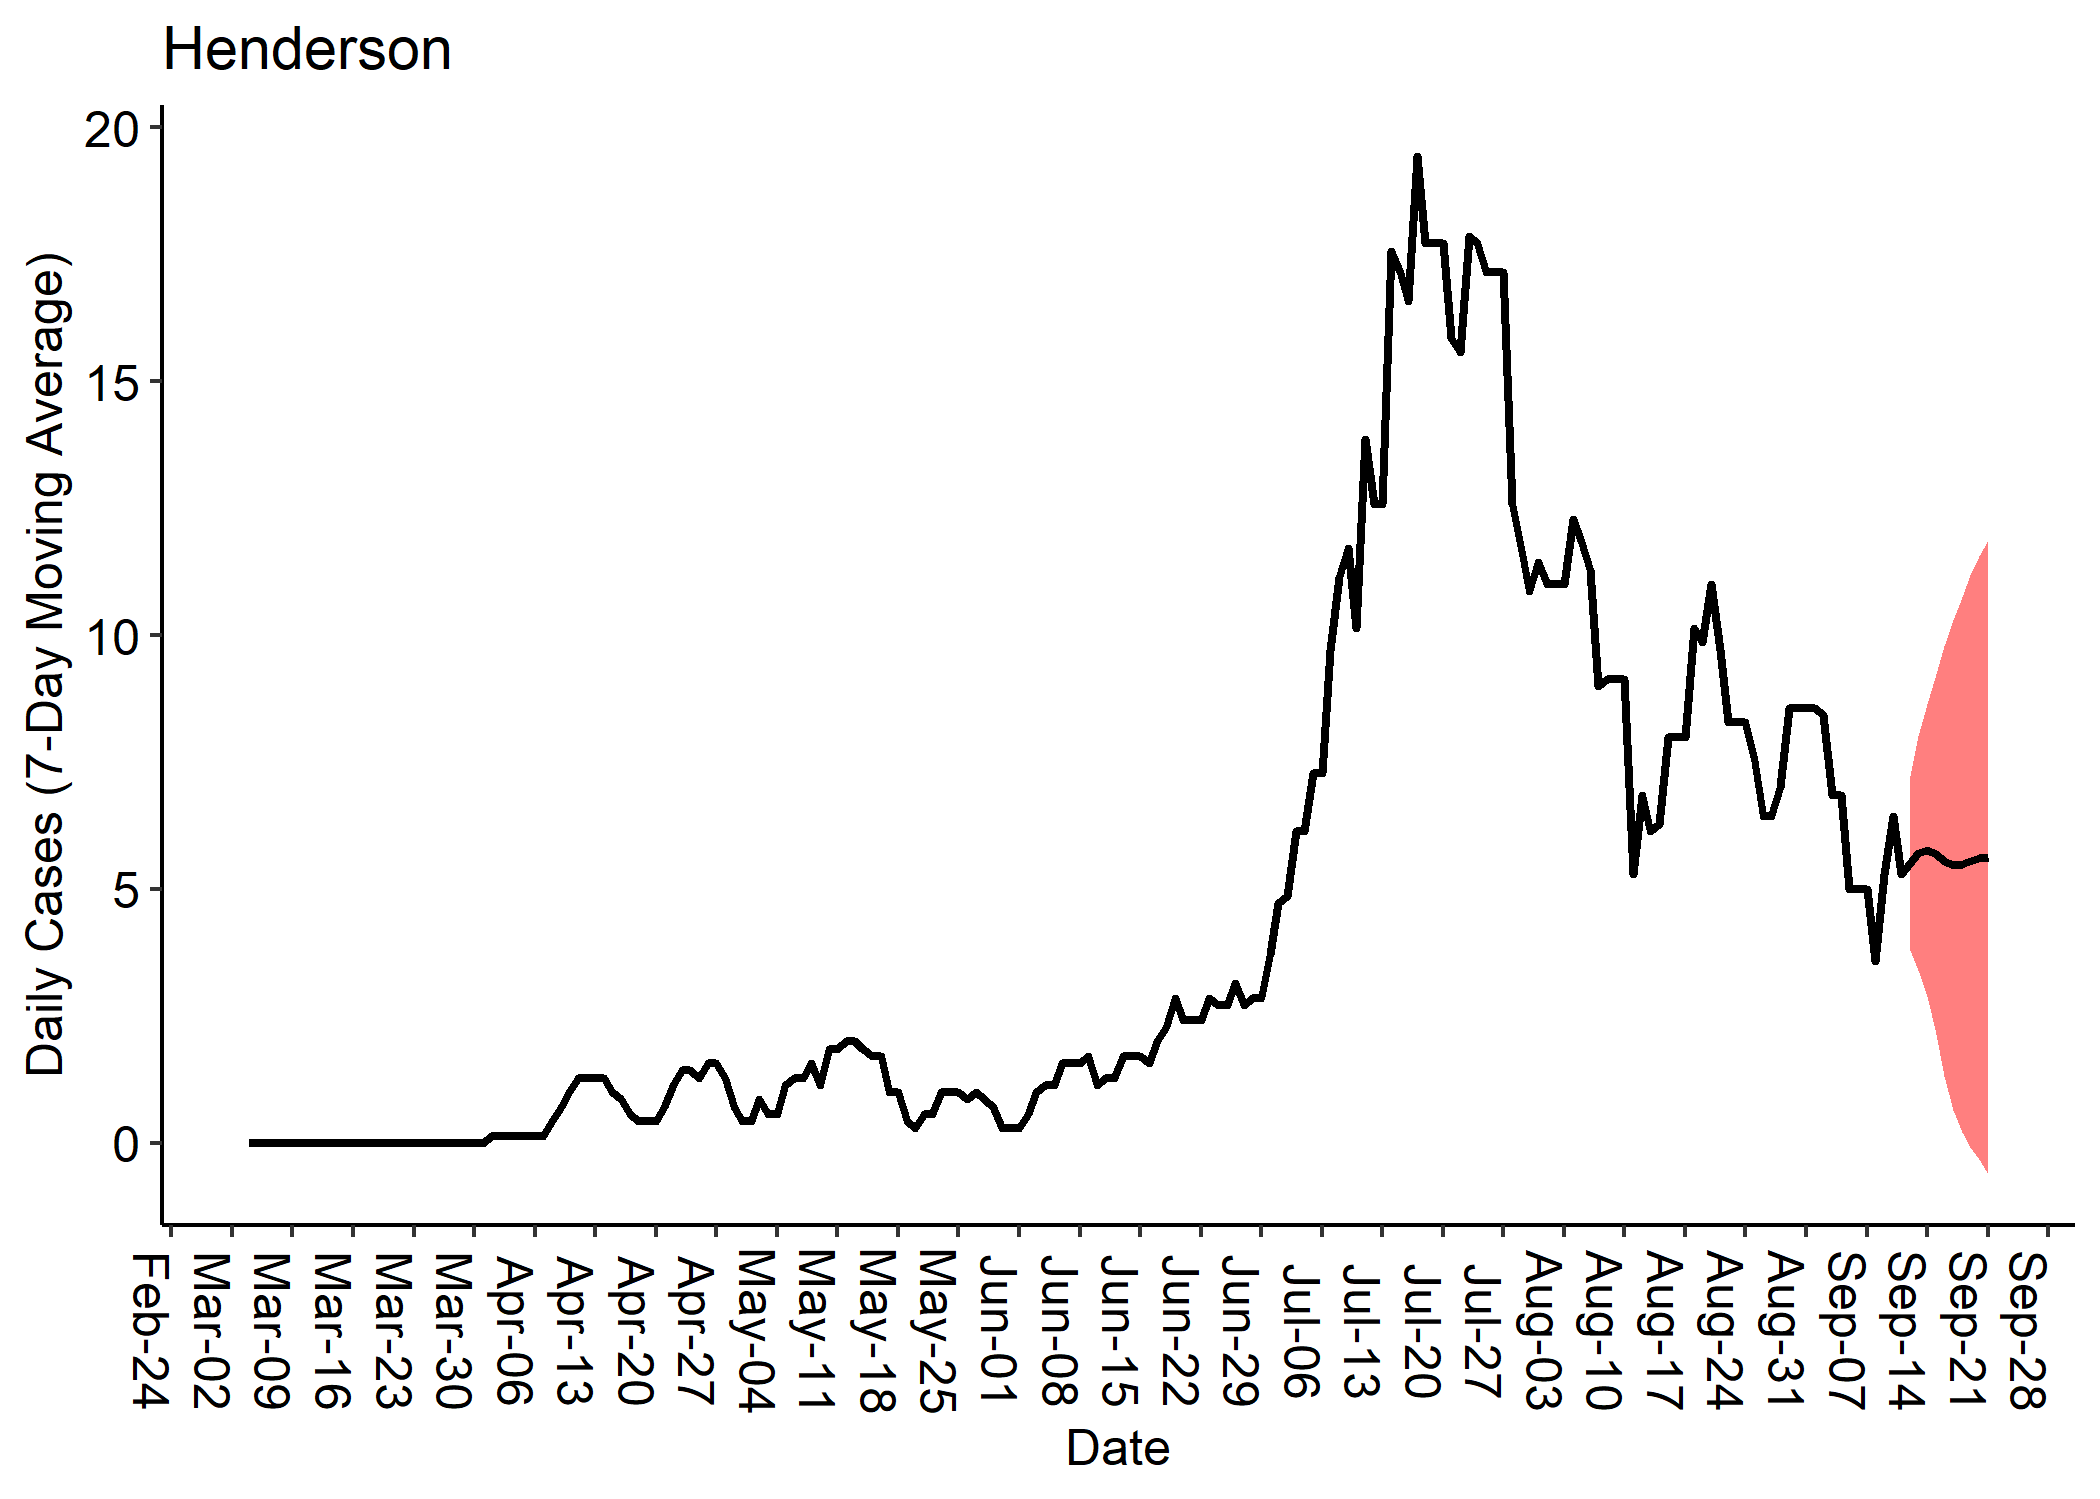 Henderson
Daily Cases (7-Day Moving Average)
20
15
10
5
0
Feb-24
Mar-02
Mar-09
Mar-16
Mar-23
Mar-30
Apr-06
Apr-13
Apr-20
Apr-27
May-04
May-11
May-18
May-25
Jun-01
Jun-08
Jun-15
Jun-22
Jun-29
Jul-06
Jul-13
Jul-20
Jul-27
Aug-03
Aug-10
Aug-17
Aug-24
Aug-31
Sep-07
Sep-14
Sep-21
Sep-28
Date